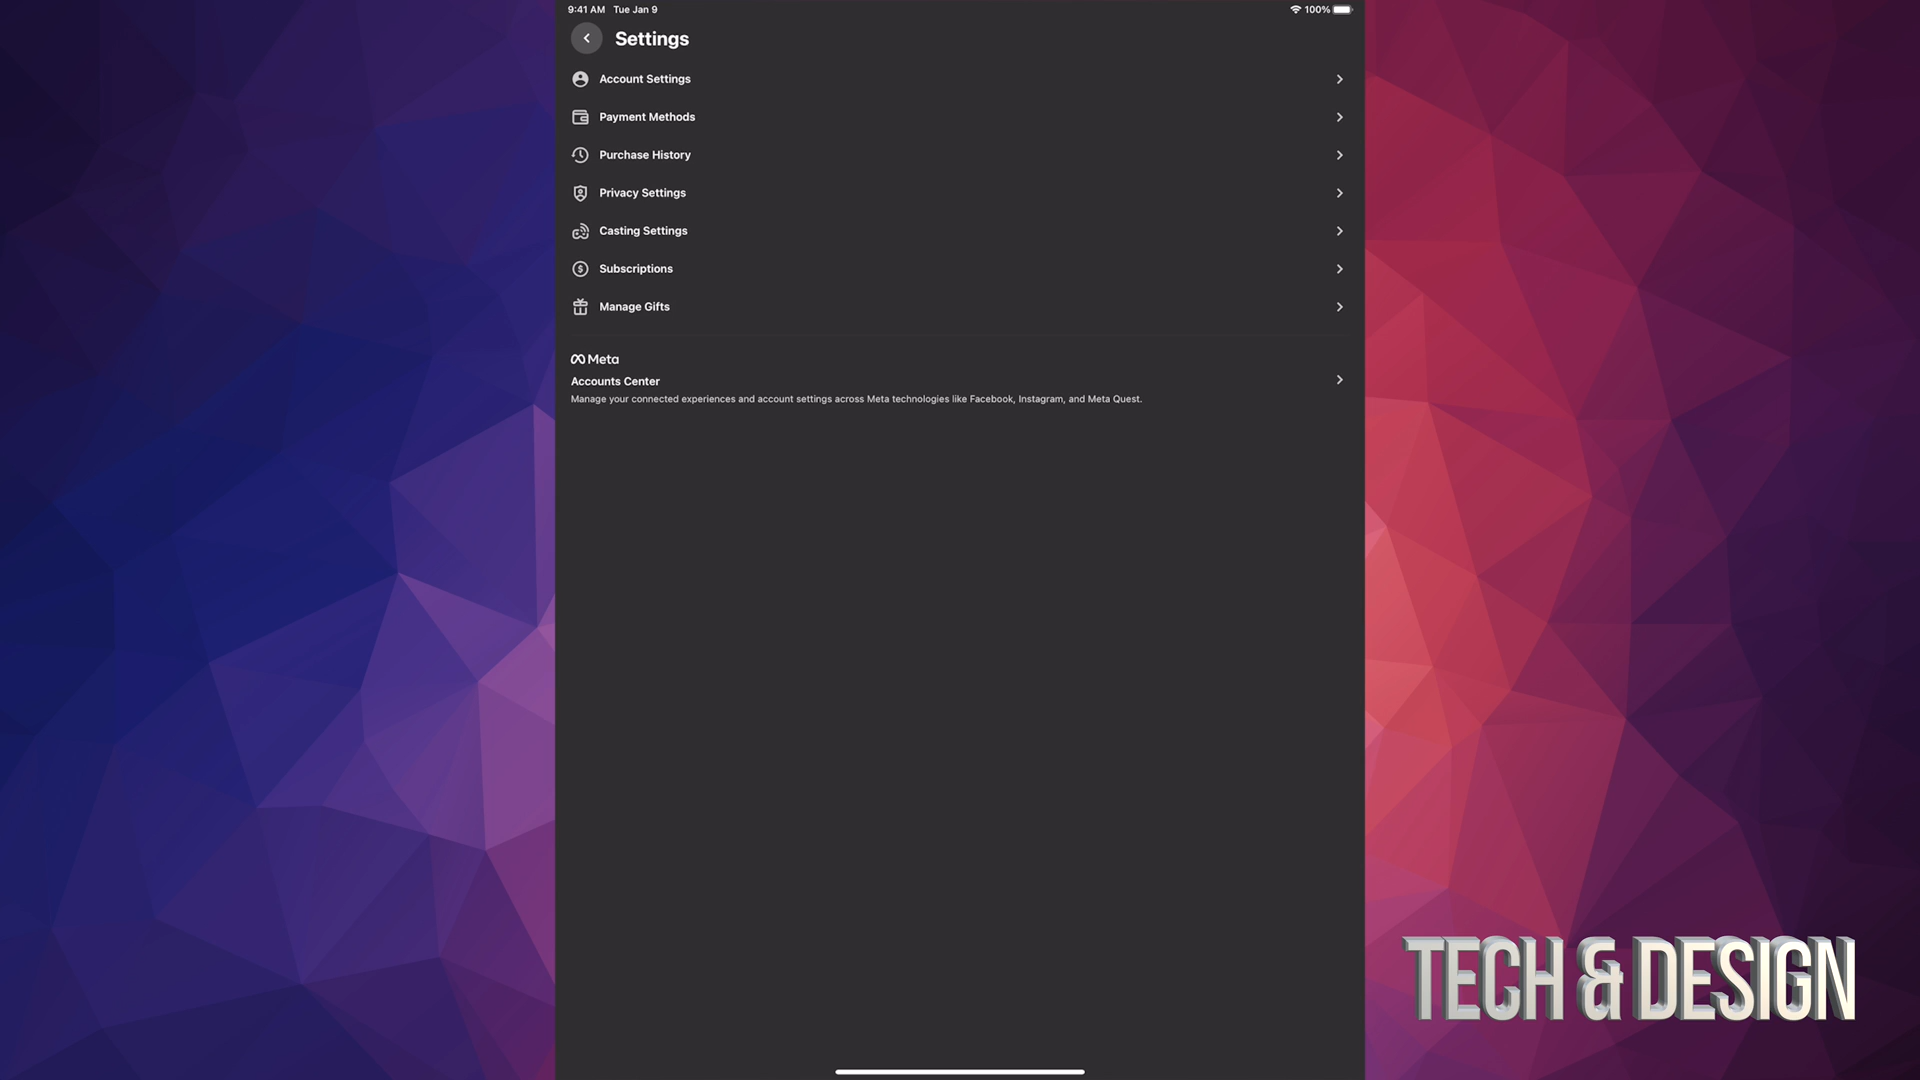 9:41 AM Tue Jan 9
100%
Settings
Account Settings
Payment Methods
Purchase History
Privacy Settings
Casting Settings
Subscriptions
Manage Gifts
Meta
Accounts Center
Manage your connected experiences and account settings across Meta technologies like Facebook, Instagram, and Meta Quest.
TECH & DESIGN